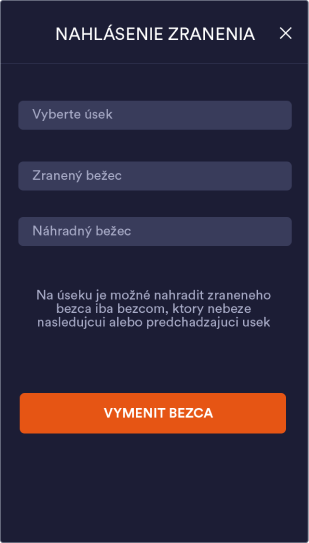 NAHLÁSENIE ZRANENIA
Vyberte úsek
Zranený bežec
Náhradný bežec
Na úseku je možné nahradit zraneneho
bezca iba bezcom, ktory nebeze
nasledujcui alebo predchadzajuci usek
VYMENIT BEZCA